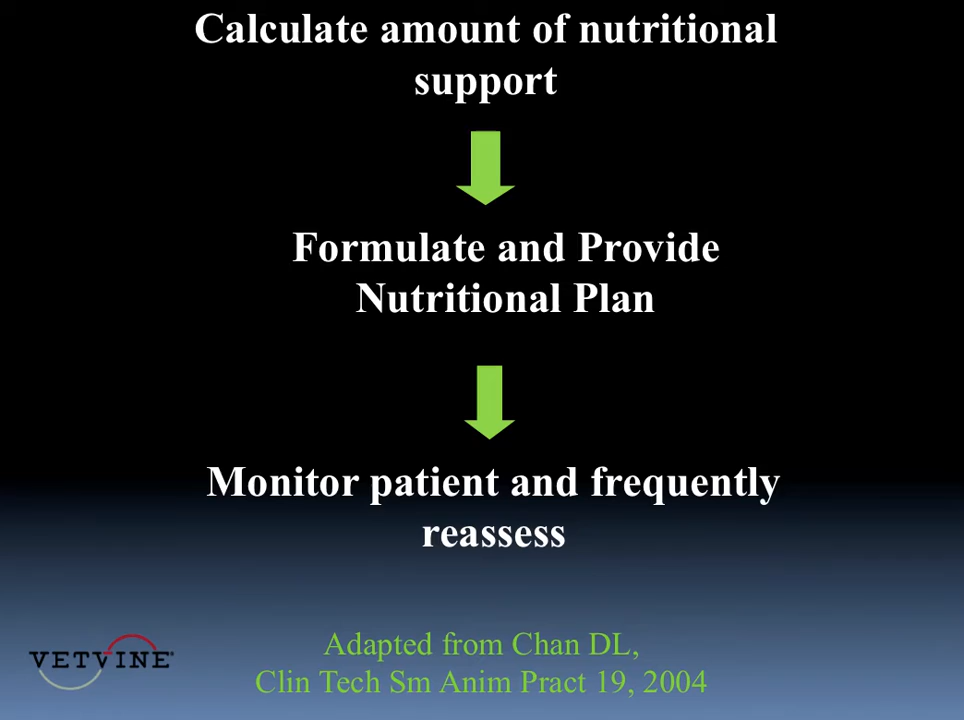 Calculate amount of nutritional
support
Formulate and Provide
Nutritional Plan
Monitor patient and frequently
reassess
Adapted from Chan DL,
Clin Tech Sm Anim Pract 19, 2004
VETVINE®